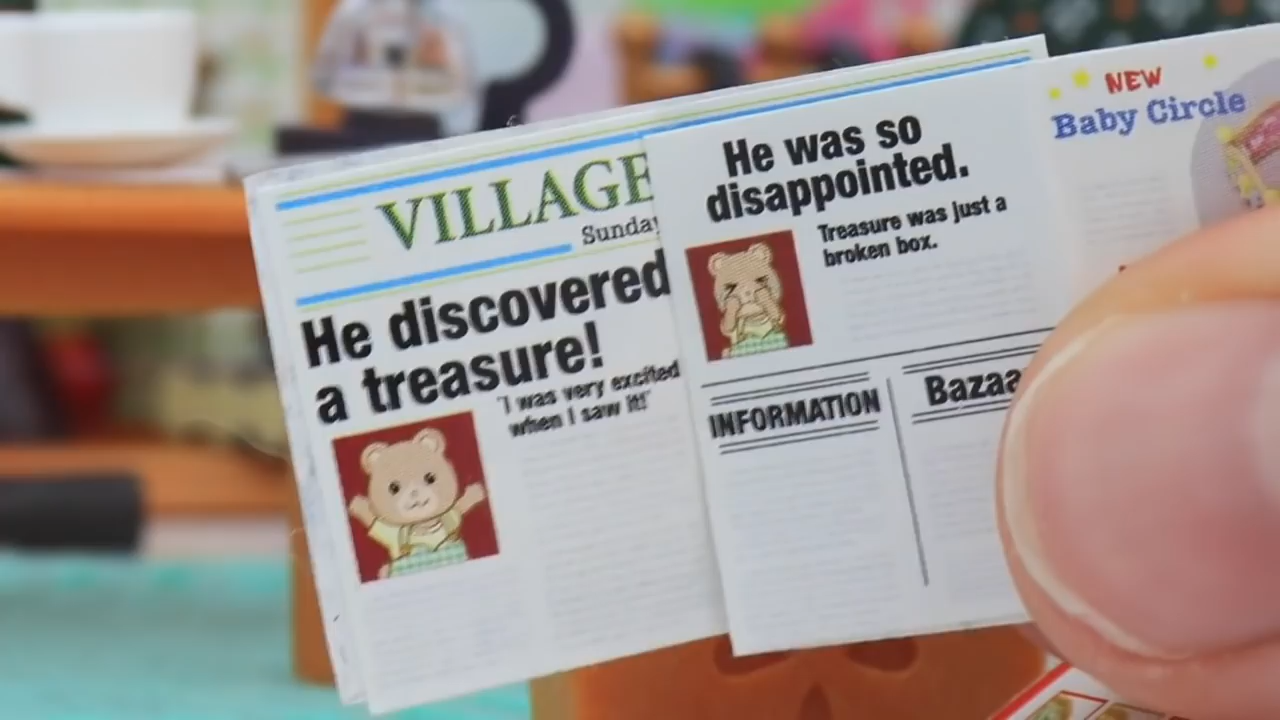 VILLAGE
Sunday
He discovered
a treasure!
"I was very excited
when I saw it!"
He was so
disappointed.
Treasure was just a
broken box.
INFORMATION
Bazaa
NEW
Baby Circle